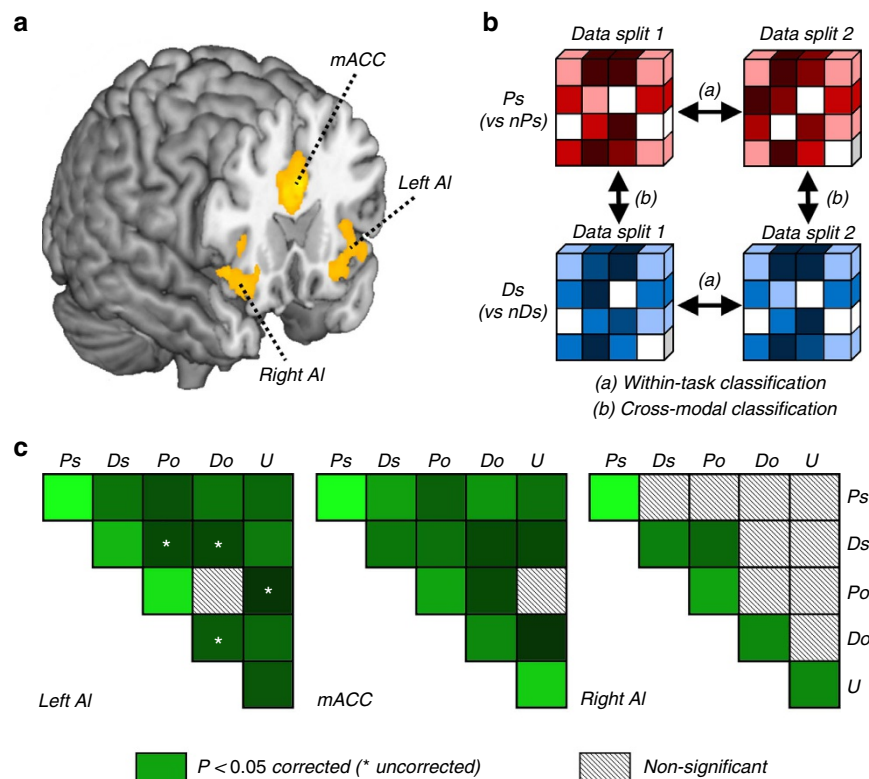 a
mACC
Left AI
Right AI
b
Data split 1
Data split 2
Ps
(vs nPs)
(a)
(b)
(b)
Data split 1
Data split 2
Ds
(vs nDs)
(a)
(a) Within-task classification
(b) Cross-modal classification
c
Ps Ds Po Do U
Ps Ds Po Do U
Ps Ds Po Do U
Ps
* * Ds
* Po
* Do
U
Left AI
mACC
Right AI
P < 0.05 corrected (* uncorrected)
Non-significant